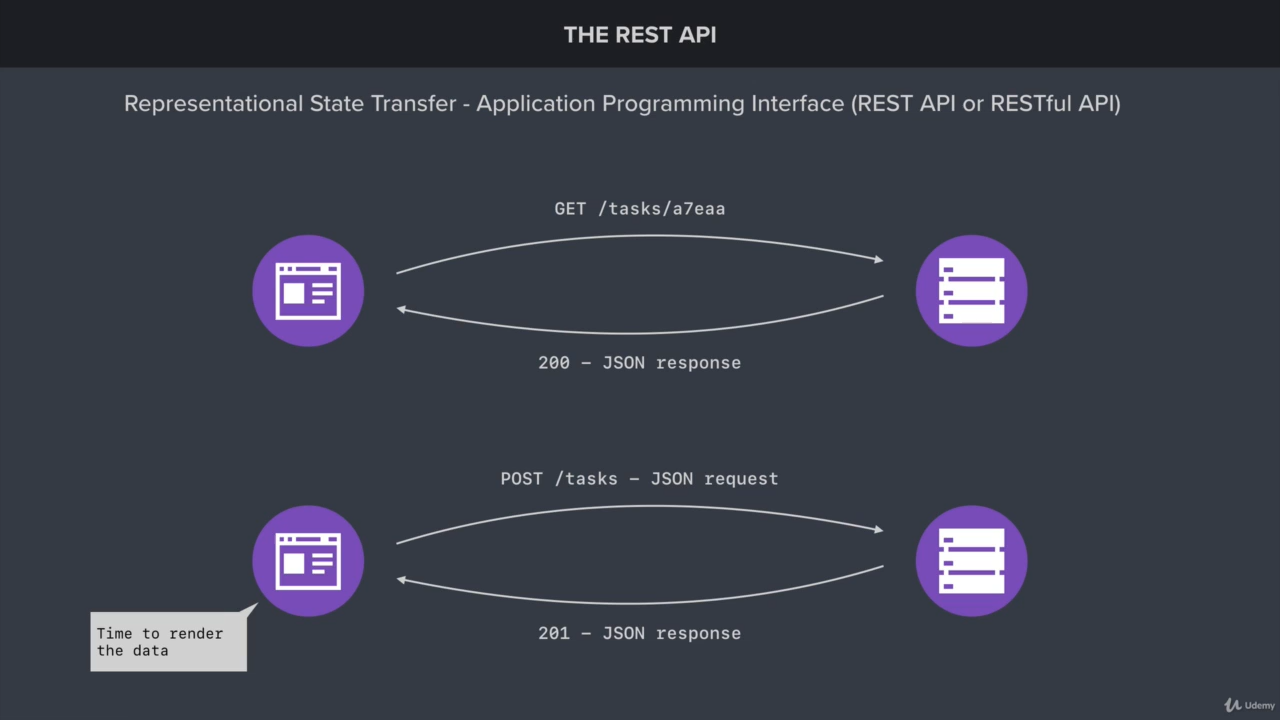 THE REST API
Representational State Transfer - Application Programming Interface (REST API or RESTful API)
GET /tasks/a7eaa
200 – JSON response
POST /tasks – JSON request
201 – JSON response
Time to render
the data
Udemy